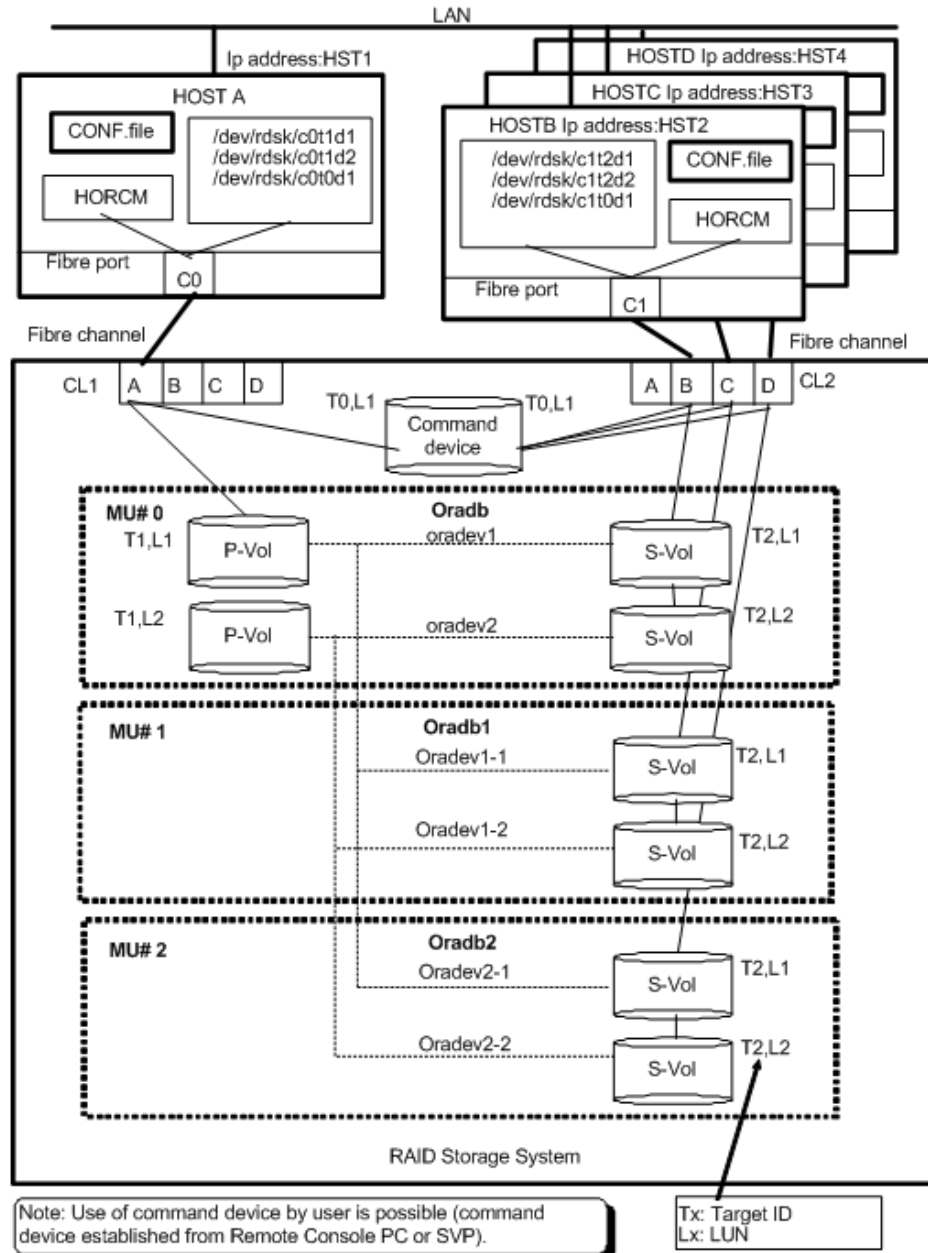 LAN
Ip address:HST1
HOSTD Ip address:HST4
HOSTC Ip address:HST3
HOST A
HOSTB Ip address:HST2
CONF.file
/dev/rdsk/c0t1d1
/dev/rdsk/c0t1d2
/dev/rdsk/c0t0d1
HORCM
/dev/rdsk/c1t2d1
/dev/rdsk/c1t2d2
/dev/rdsk/c1t0d1
CONF.file
HORCM
Fibre port
C0
Fibre port
C1
Fibre channel
Fibre channel
CL1
A B C D
A B C D
CL2
T0,L1
T0,L1
Command
device
MU# 0
Oradb
T1,L1
P-Vol
oradev1
S-Vol
T2,L1
T1,L2
P-Vol
oradev2
S-Vol
T2,L2
MU# 1
Oradb1
Oradev1-1
S-Vol
T2,L1
Oradev1-2
S-Vol
T2,L2
MU# 2
Oradb2
Oradev2-1
S-Vol
T2,L1
Oradev2-2
S-Vol
T2,L2
RAID Storage System
Note: Use of command device by user is possible (command
device established from Remote Console PC or SVP).
Tx: Target ID
Lx: LUN